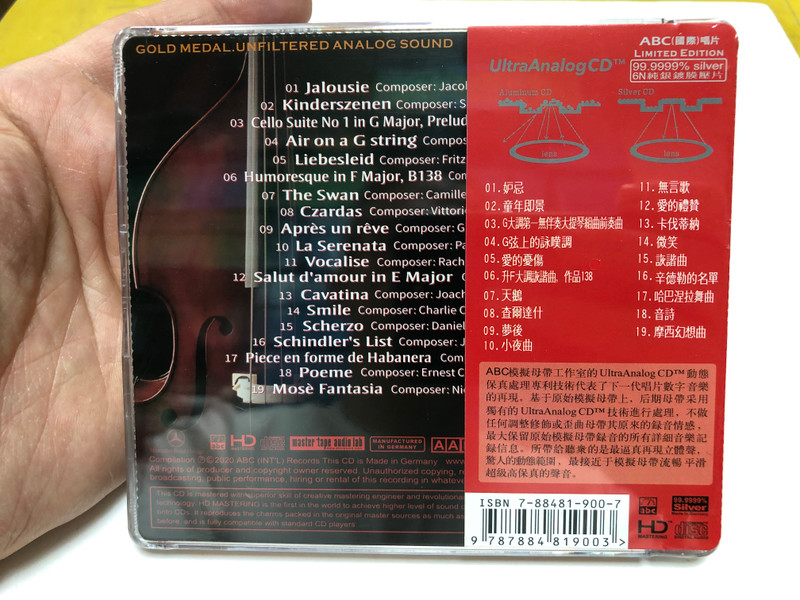 GOLD MEDAL.UNFILTERED ANALOG SOUND
01 Jalousie Composer: Jacol
02 Kinderszenen Composer: S
03 Cello Suite No 1 in G Major, Prelud
04 Air on a G string Compo
05 Liebesleid Composer: Fritz
06 Humoresque in F Major, B138 Comp
07 The Swan Composer: Camille
08 Czardas Composer: Vittori
09 Après un rêve Composer: G
10 La Serenata Composer: Pa
11 Vocalise Composer: Rach
12 Salut d'amour in E Major
13 Cavatina Composer: Joach
14 Smile Composer: Charlie C
15 Scherzo Composer: Daniel
16 Schindler's List Composer: J
17 Piece en forme de Habanera
18 Poeme Composer: Ernest C
19 Mosè Fantasia Composer: Nic
HD master tape audio lab MANUFACTURED IN GERMANY AA
Compilation ℗©2020 ABC (INT'L) Records This CD is Made in Germany www
All rights of producer and copyright owner reserved. Unauthorized copying, re
broadcasting, public performance, hiring or rental of this recording in whateve
This CD is mastered with superior skill of creative mastering engineer and revolutiona
technology. HD MASTERING is the first in the world to achieve higher level of sound
with CDs. It reproduces the charms packed in the original master sources as much as
before, and is fully compatible with standard CD players
ABC(國際)唱片
LIMITED EDITION
UltraAnalogCD™
99.9999% silver
6N純銀鍍膜壓片
Aluminum CD
Silver CD
lens
lens
01.妒忌
02.童年即景
03.G大調第一無伴奏大提琴組曲前奏曲
04.G弦上的詠嘆調
05.愛的憂傷
06.升F大調詼諧曲, 作品138
07.天鵝
08.查爾達什
09.夢後
10.小夜曲
11.無言歌
12.愛的禮贊
13.卡伐蒂納
14.微笑
15.詼諧曲
16.辛德勒的名單
17.哈巴涅拉舞曲
18.音詩
19.摩西幻想曲
ABC模擬母帶工作室的UltraAnalog CD™動態
保真處理專利技術代表了下一代唱片數字音樂
的再現。基于原始模擬母帶上，后期母帶采用
獨有的UltraAnalog CD™技術進行處理，不做
任何調整修飾或歪曲母帶其原來的録音情感，
最大保留原始模擬母帶録音的所有詳細音樂記
録信息。所帶給聽衆的是最逼真再現立體聲，
驚人的動態範圍、最接近于模擬母帶流暢平滑
超級高保真的聲音。
ISBN 7-88481-900-7
9 787884 819003 >
abc
99.9999%
Silver
HD
MASTERING
disc
DIGITAL AUDIO